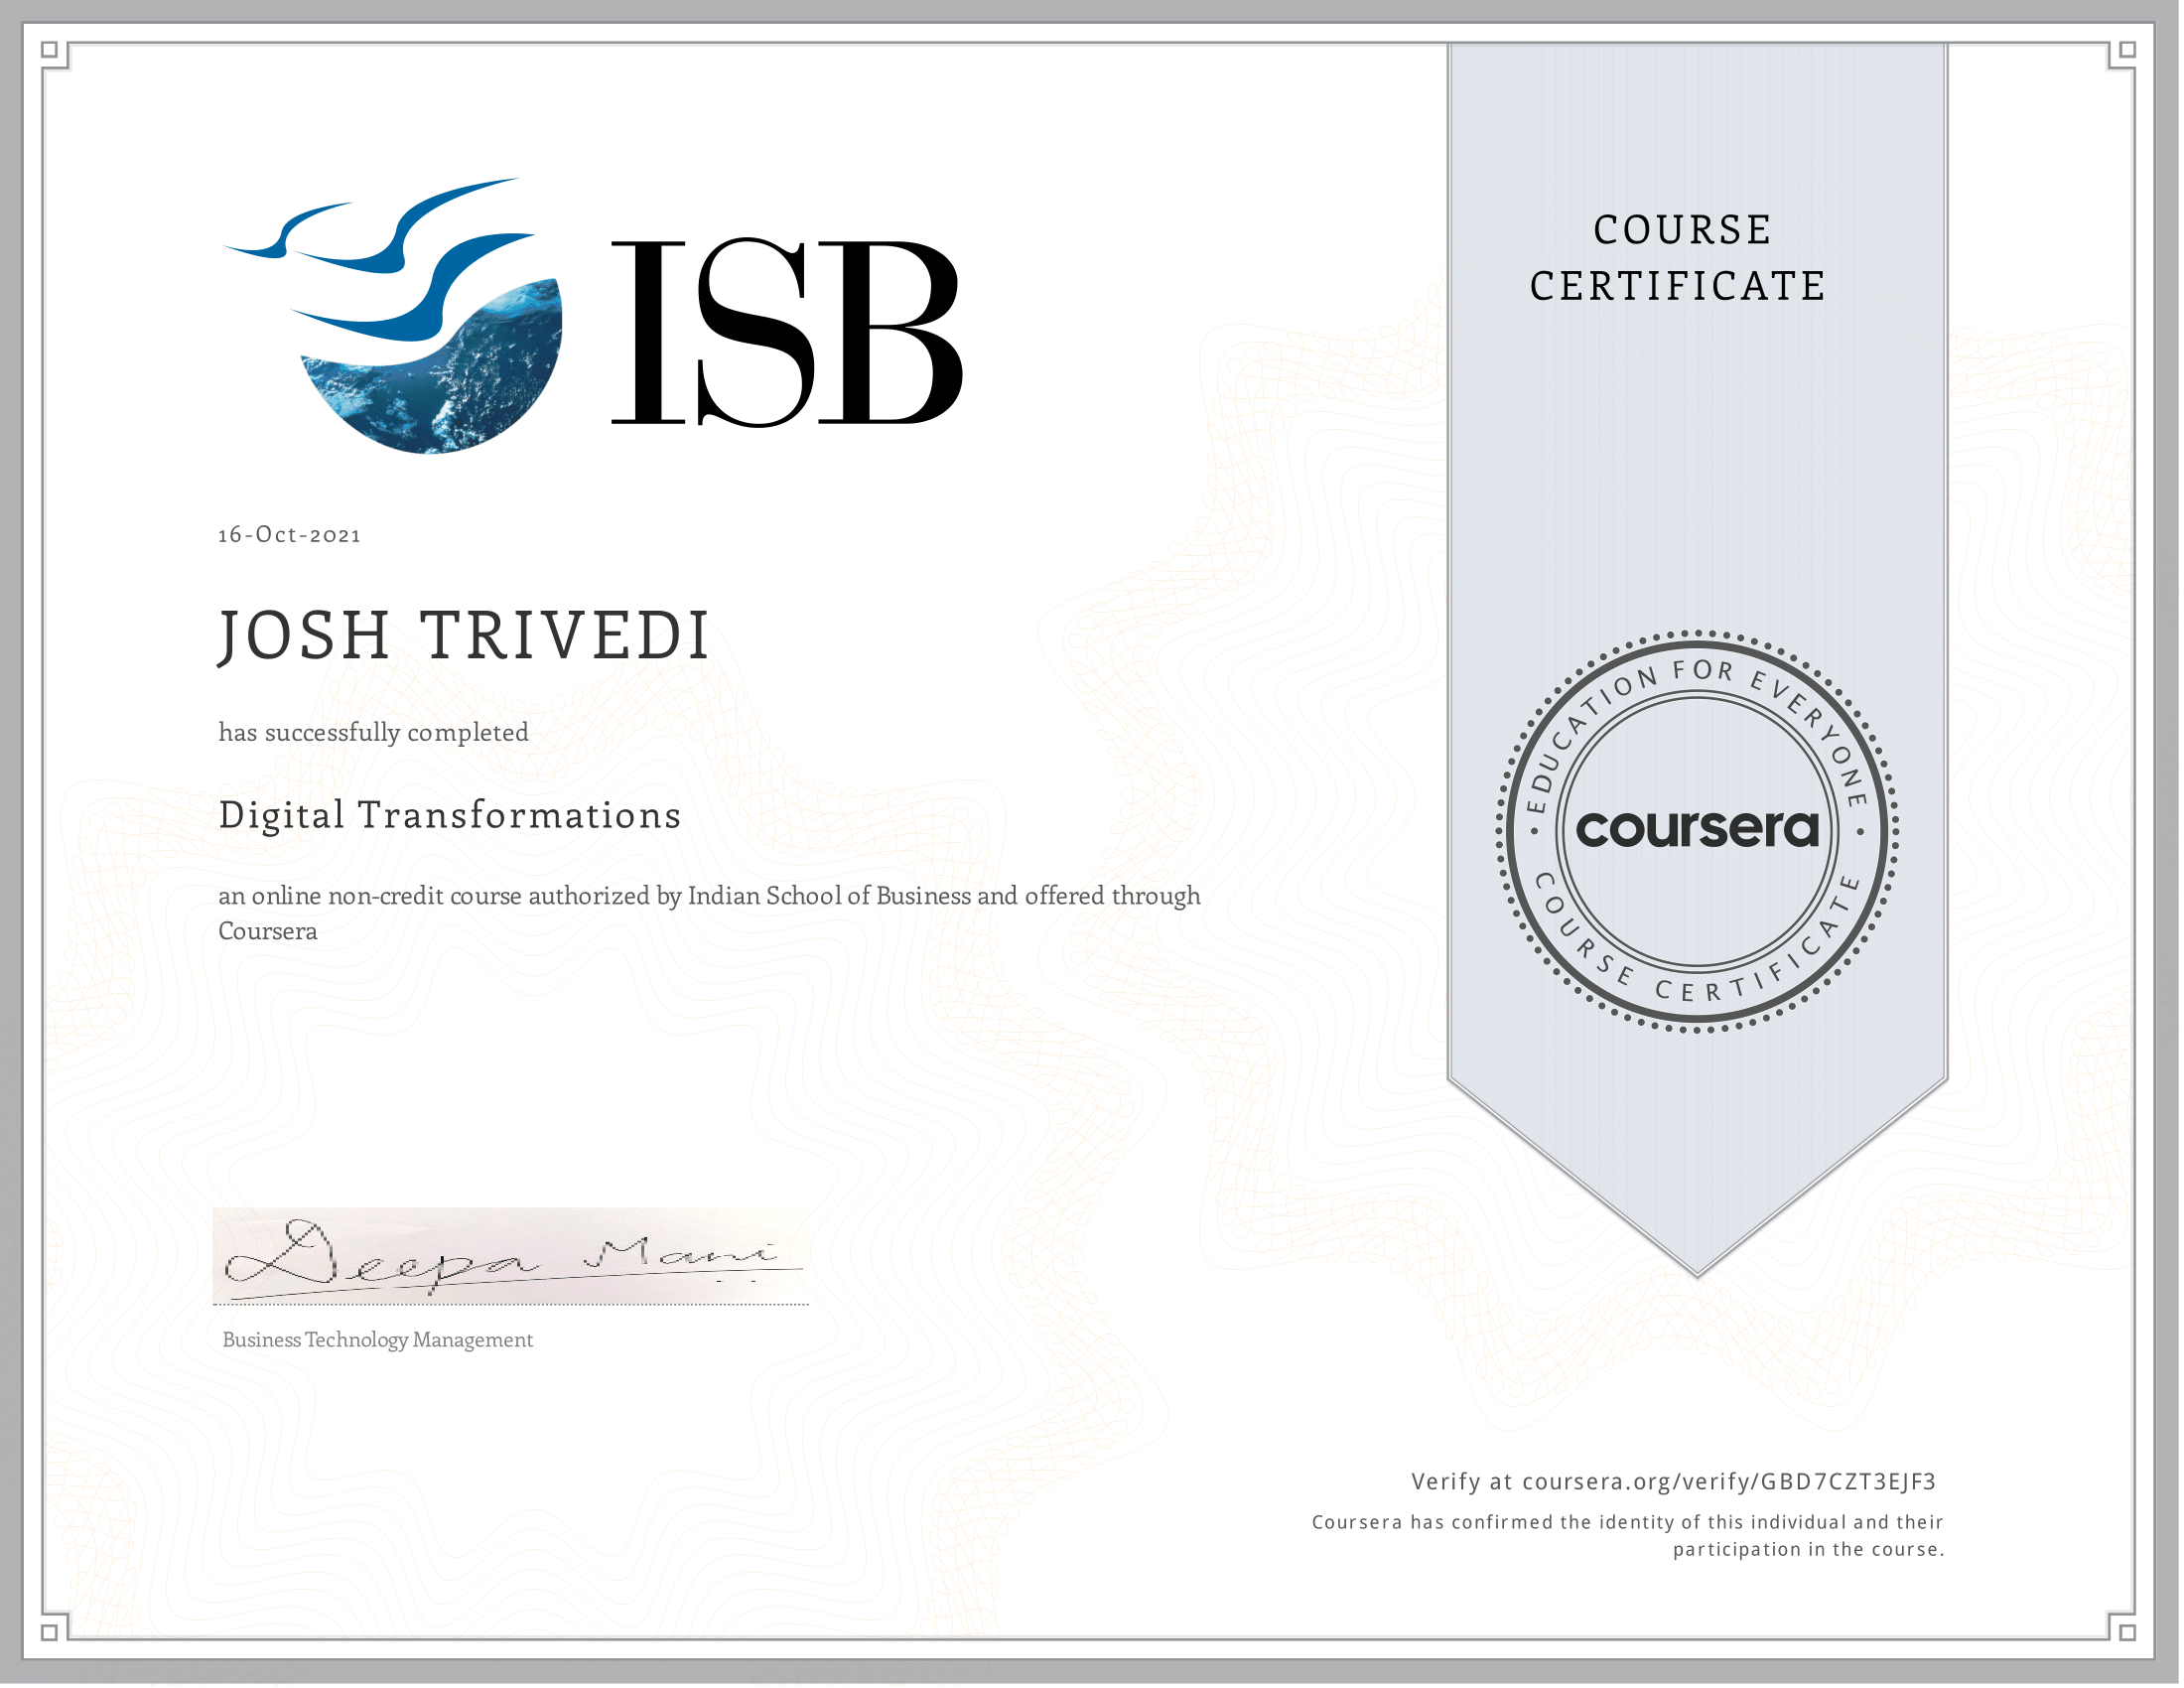 ISB
COURSE
CERTIFICATE
16-Oct-2021
JOSH TRIVEDI
has successfully completed
Digital Transformations
an online non-credit course authorized by Indian School of Business and offered through
Coursera
EDUCATION FOR EVERYONE
coursera
COURSE CERTIFICATE
Deepa Mani
Business Technology Management
Verify at coursera.org/verify/GBD7CZT3EJF3
Coursera has confirmed the identity of this individual and their
participation in the course.